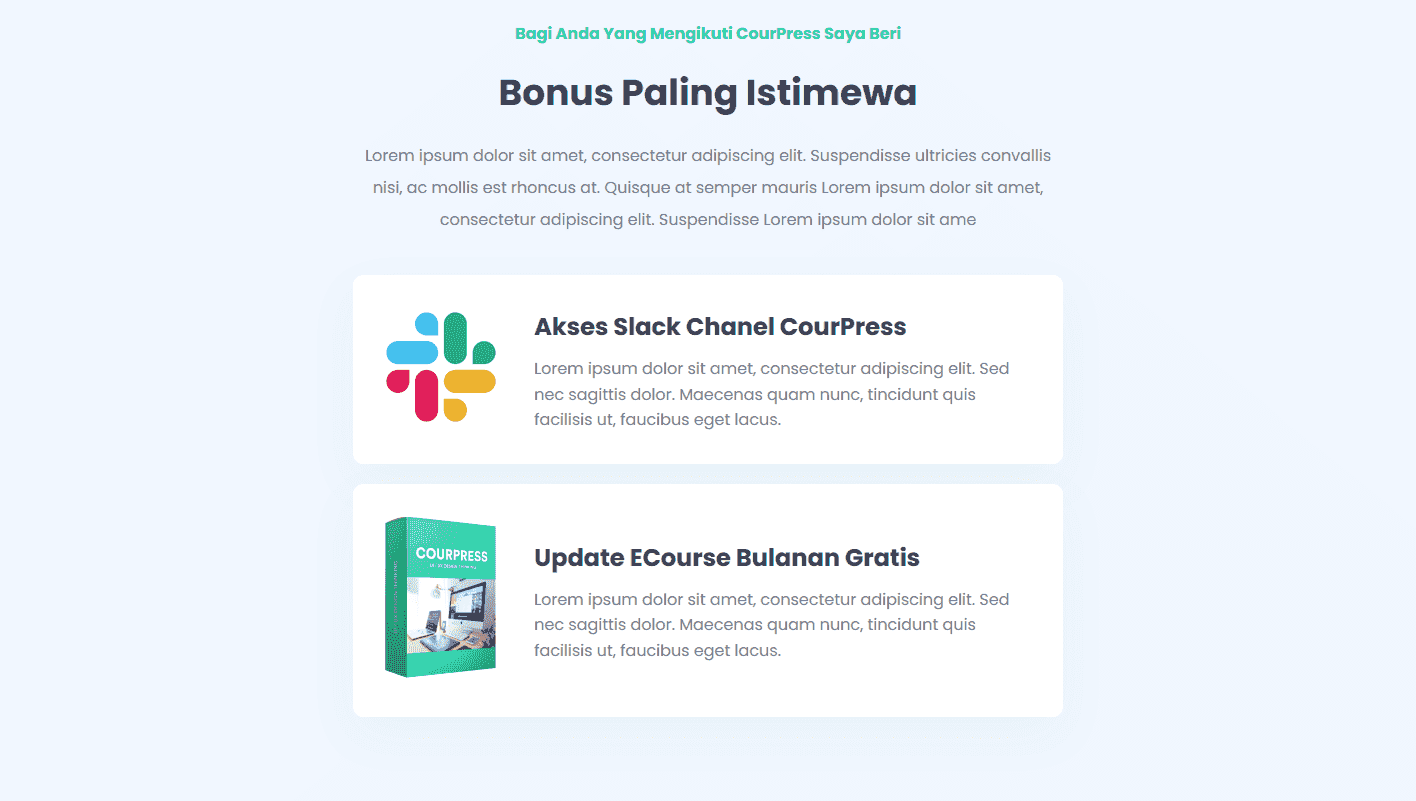 Bagi Anda Yang Mengikuti CourPress Saya Beri
Bonus Paling Istimewa
Lorem ipsum dolor sit amet, consectetur adipiscing elit. Suspendisse ultricies convallis
nisi, ac mollis est rhoncus at. Quisque at semper mauris Lorem ipsum dolor sit amet,
consectetur adipiscing elit. Suspendisse Lorem ipsum dolor sit ame
Akses Slack Chanel CourPress
Lorem ipsum dolor sit amet, consectetur adipiscing elit. Sed
nec sagittis dolor. Maecenas quam nunc, tincidunt quis
facilisis ut, faucibus eget lacus.
COURPRESS
Update ECourse Bulanan Gratis
Lorem ipsum dolor sit amet, consectetur adipiscing elit. Sed
nec sagittis dolor. Maecenas quam nunc, tincidunt quis
facilisis ut, faucibus eget lacus.